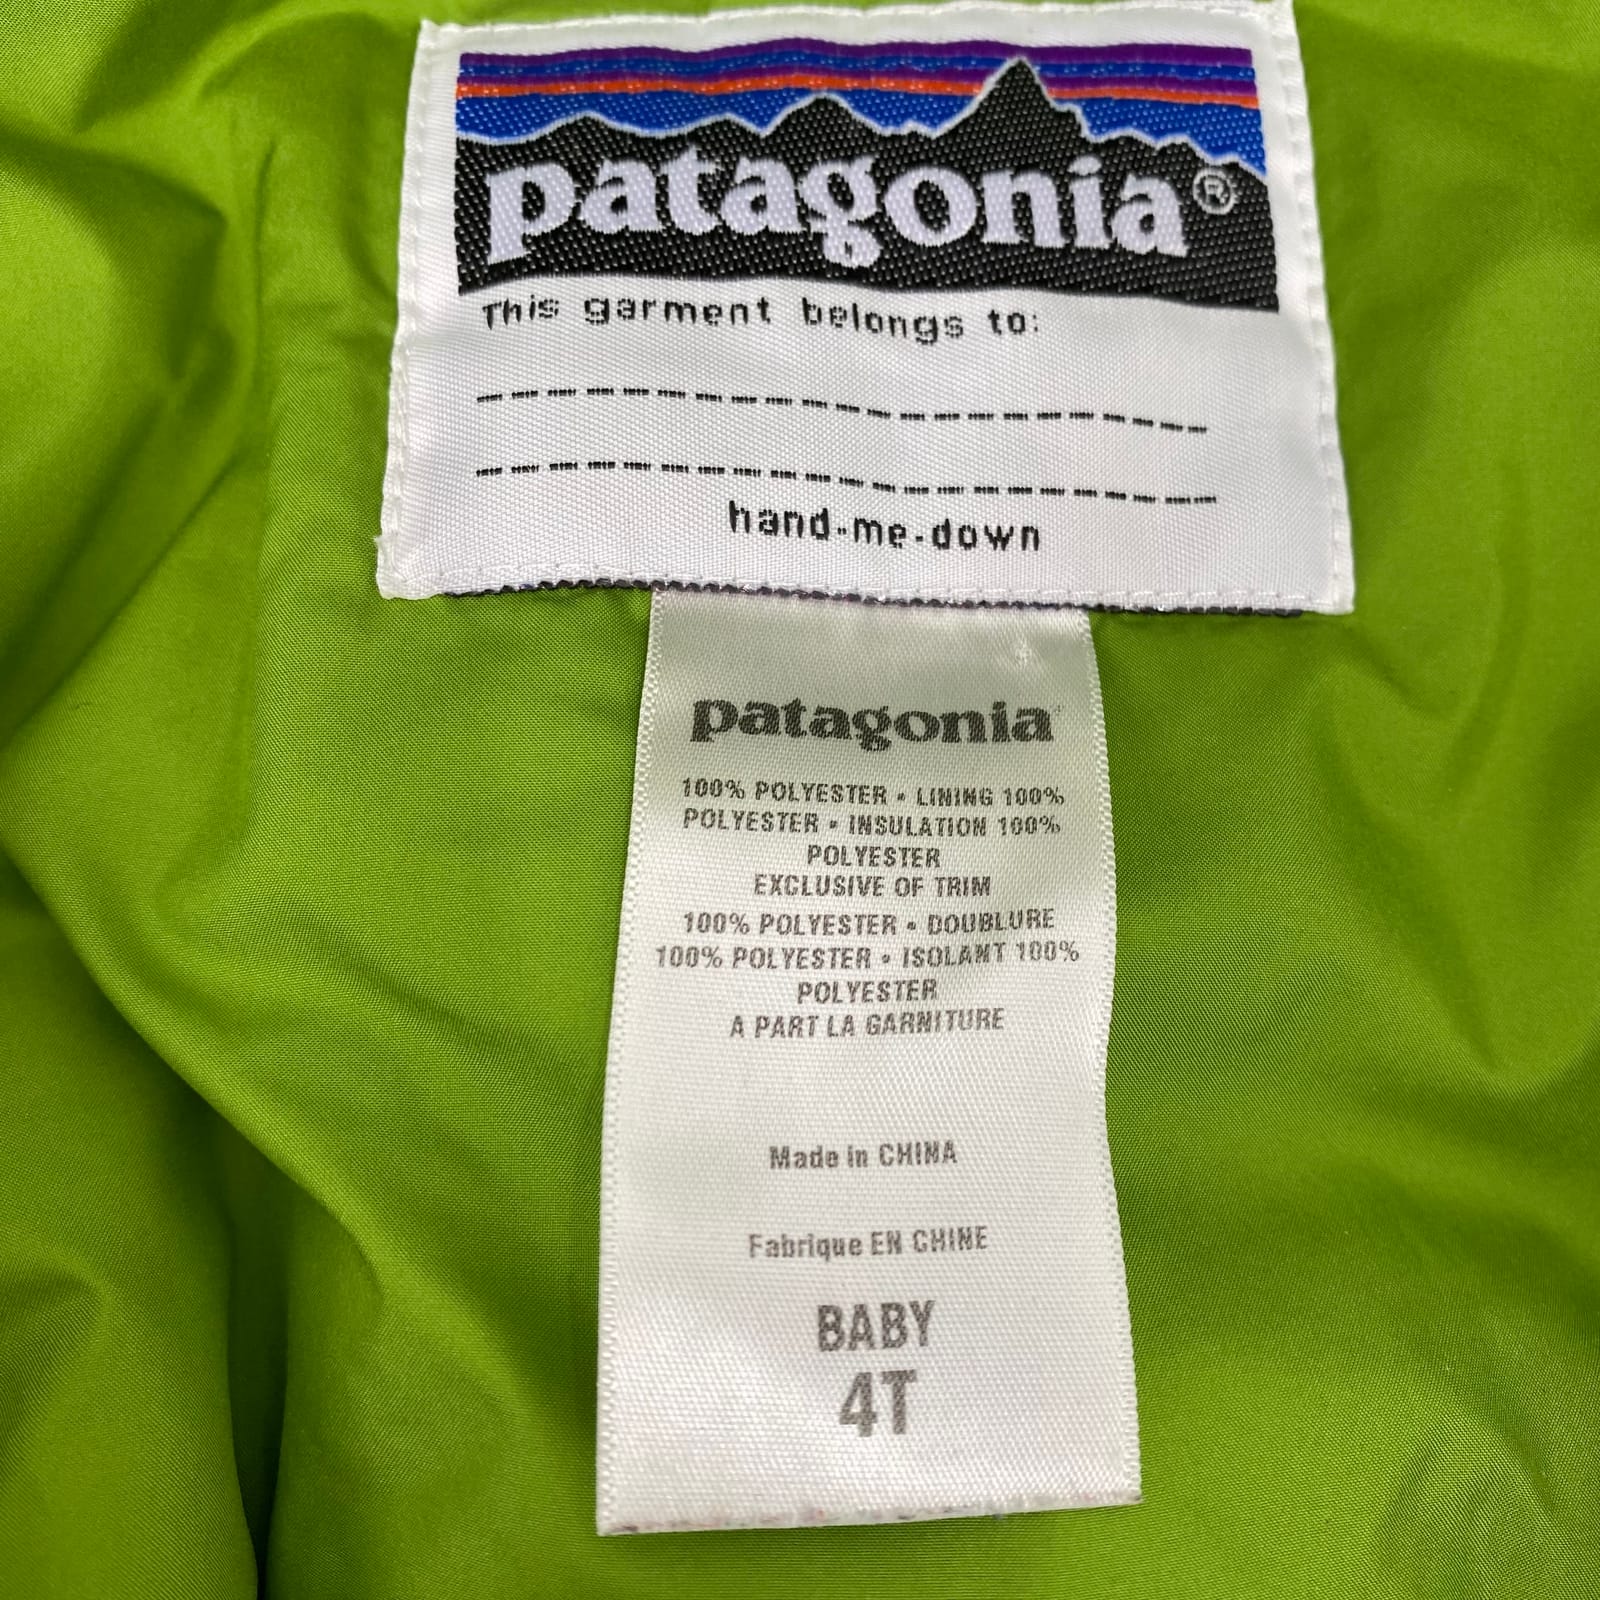 patagonia®
This garment belongs to:
hand-me-down
patagonia
100% POLYESTER • LINING 100%
POLYESTER • INSULATION 100%
POLYESTER
EXCLUSIVE OF TRIM
100% POLYESTER • DOUBLURE
100% POLYESTER • ISOLANT 100%
POLYESTER
A PART LA GARNITURE
Made in CHINA
Fabrique EN CHINE
BABY
4T